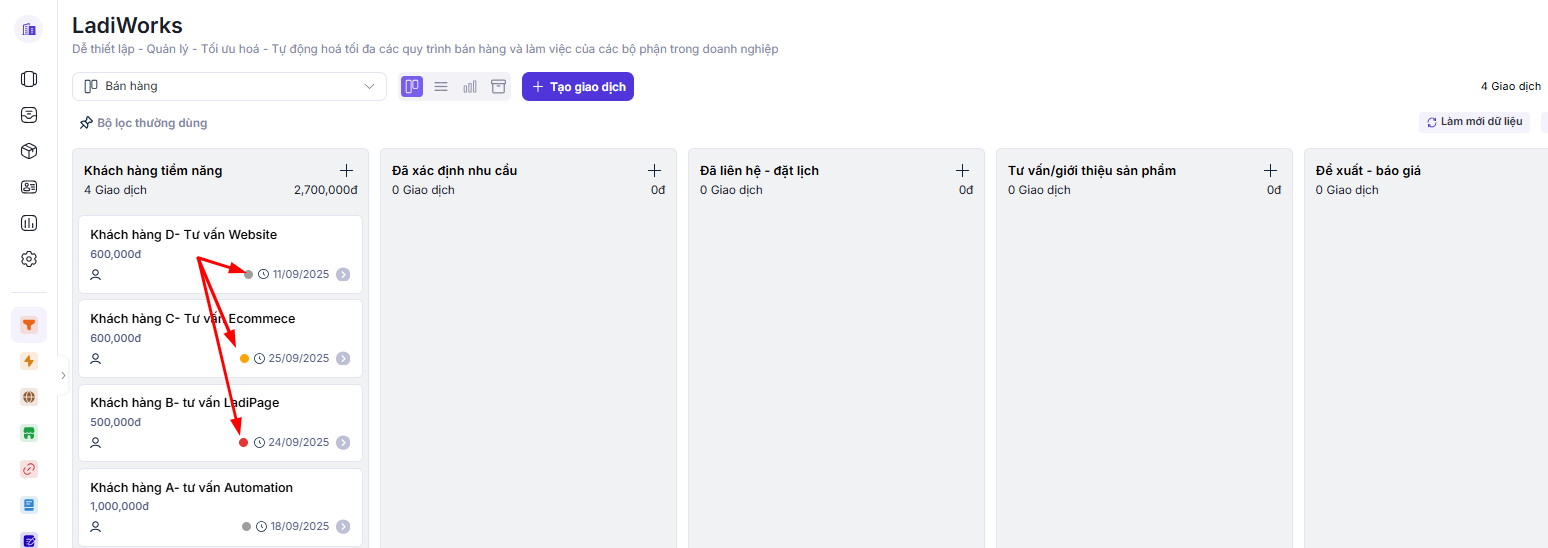 LadiWorks
Dễ thiết lập - Quản lý - Tối ưu hoá - Tự động hoá tối đa các quy trình bán hàng và làm việc của các bộ phận trong doanh nghiệp
Bán hàng
Tạo giao dịch
4 Giao dịch
Bộ lọc thường dùng
Làm mới dữ liệu
Khách hàng tiềm năng
4 Giao dịch 2,700,000đ
Khách hàng D- Tư vấn Website
600,000đ
11/09/2025
Khách hàng C- Tư vấn Ecommece
600,000đ
25/09/2025
Khách hàng B- tư vấn LadiPage
500,000đ
24/09/2025
Khách hàng A- tư vấn Automation
1,000,000đ
18/09/2025
Đã xác định nhu cầu
0 Giao dịch 0đ
Đã liên hệ - đặt lịch
0 Giao dịch 0đ
Tư vấn/giới thiệu sản phẩm
0 Giao dịch 0đ
Đề xuất - báo giá
0 Giao dịch